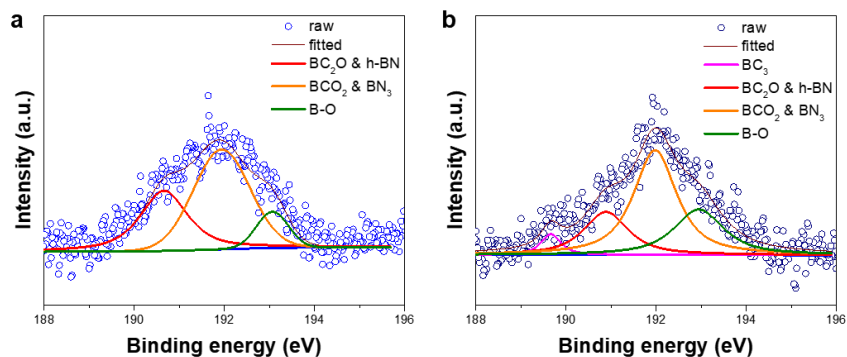 a
raw
fitted
BC₂O & h-BN
BCO₂ & BN₃
B-O
Intensity (a.u.)
188 190 192 194 196
Binding energy (eV)
b
raw
fitted
BC₃
BC₂O & h-BN
BCO₂ & BN₃
B-O
Intensity (a.u.)
188 190 192 194 196
Binding energy (eV)